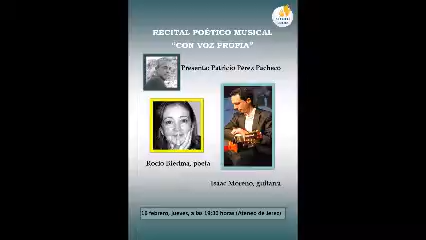 RECITAL POÉTICO MUSICAL
"CON VOZ PROPIA"
Presenta: Patricio Pérez Pacheco
Rocío Biedma, poeta
Isaac Moreno, guitarra
16 febrero, jueves, a las 19:30 horas (Ateneo de Jerez)